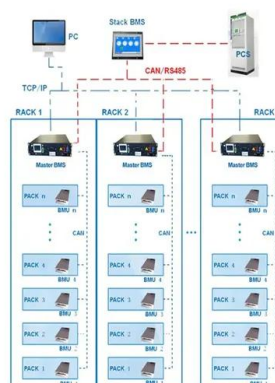 PC
Stack BMS
PCS
CAN/RS485
TCP/IP
RACK 1
RACK 2
RACK
Master BMS
Master BMS
Master BMS
PACK n
BMU n
PACK n
BMU n
PACK n
BMU n
CAN
CAN
CAN
PACK 4
BMU 4
PACK 4
BMU 4
PACK 4
BMU 4
PACK 3
BMU 3
PACK 3
BMU 3
PACK 3
BMU 3
PACK 2
BMU 2
PACK 2
BMU 2
PACK 2
BMU 2
PACK 1
PACK 1
PACK 1